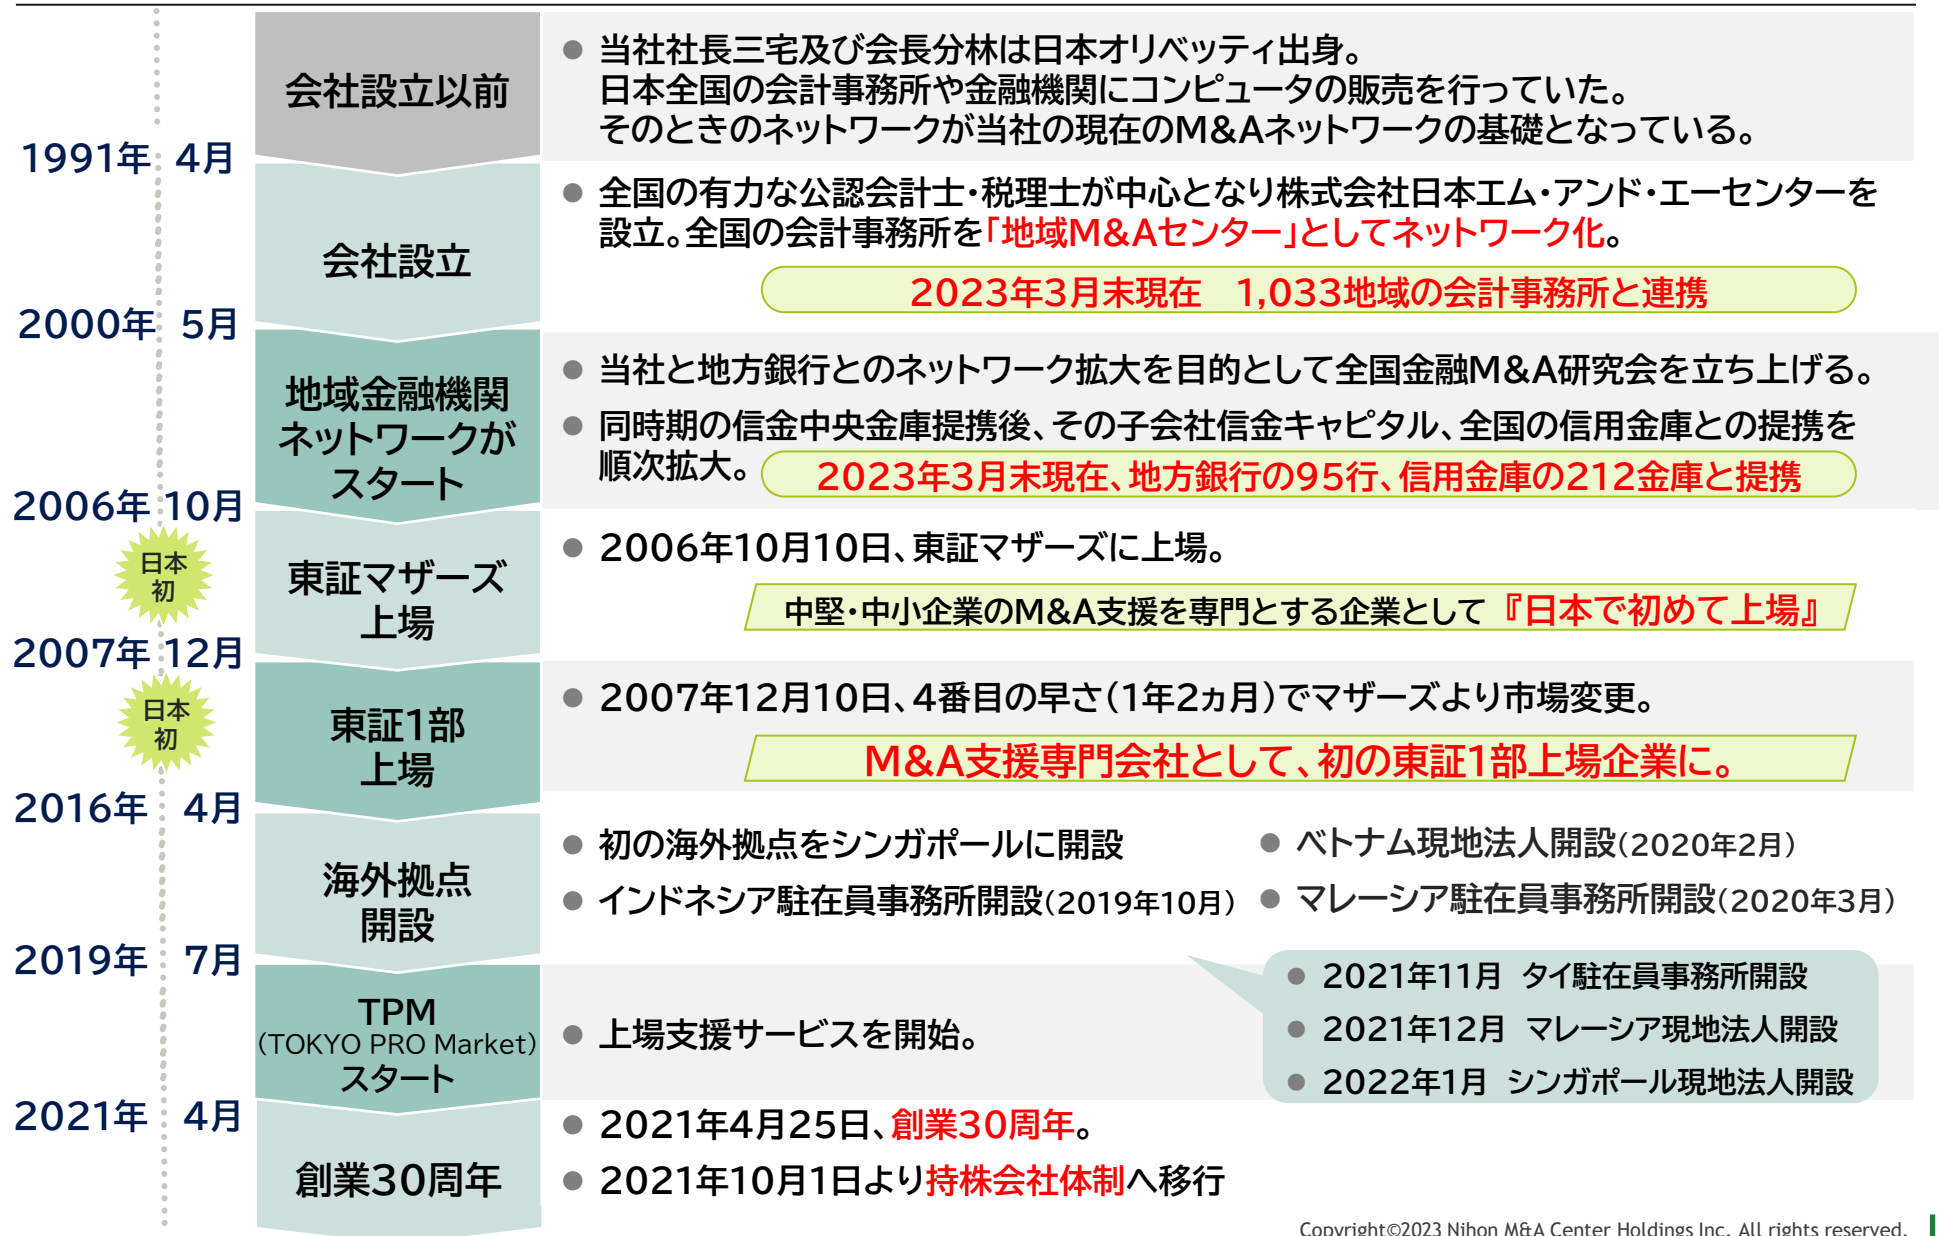 会社設立以前
● 当社社長三宅及び会長分林は日本オリベッティ出身。
日本全国の会計事務所や金融機関にコンピュータの販売を行っていた。
そのときのネットワークが当社の現在のM&Aネットワークの基礎となっている。
1991年 4月
会社設立
● 全国の有力な公認会計士・税理士が中心となり株式会社日本エム・アンド・エーセンターを
設立。全国の会計事務所を「地域M&Aセンター」としてネットワーク化。
2023年3月末現在　1,033地域の会計事務所と連携
2000年 5月
地域金融機関
ネットワークが
スタート
● 当社と地方銀行とのネットワーク拡大を目的として全国金融M&A研究会を立ち上げる。
● 同時期の信金中央金庫提携後、その子会社信金キャピタル、全国の信用金庫との提携を
順次拡大。
2023年3月末現在、地方銀行の95行、信用金庫の212金庫と提携
2006年 10月
日本
初
東証マザーズ
上場
● 2006年10月10日、東証マザーズに上場。
中堅・中小企業のM&A支援を専門とする企業として『日本で初めて上場』
2007年 12月
日本
初
東証1部
上場
● 2007年12月10日、4番目の早さ(1年2ヵ月)でマザーズより市場変更。
M&A支援専門会社として、初の東証1部上場企業に。
2016年 4月
海外拠点
開設
● 初の海外拠点をシンガポールに開設
● インドネシア駐在員事務所開設(2019年10月)
● ベトナム現地法人開設(2020年2月)
● マレーシア駐在員事務所開設(2020年3月)
● 2021年11月 タイ駐在員事務所開設
● 2021年12月 マレーシア現地法人開設
● 2022年1月 シンガポール現地法人開設
2019年 7月
TPM
(TOKYO PRO Market)
スタート
● 上場支援サービスを開始。
2021年 4月
創業30周年
● 2021年4月25日、創業30周年。
● 2021年10月1日より持株会社体制へ移行
Copyright©2023 Nihon M&A Center Holdings Inc. All rights reserved.